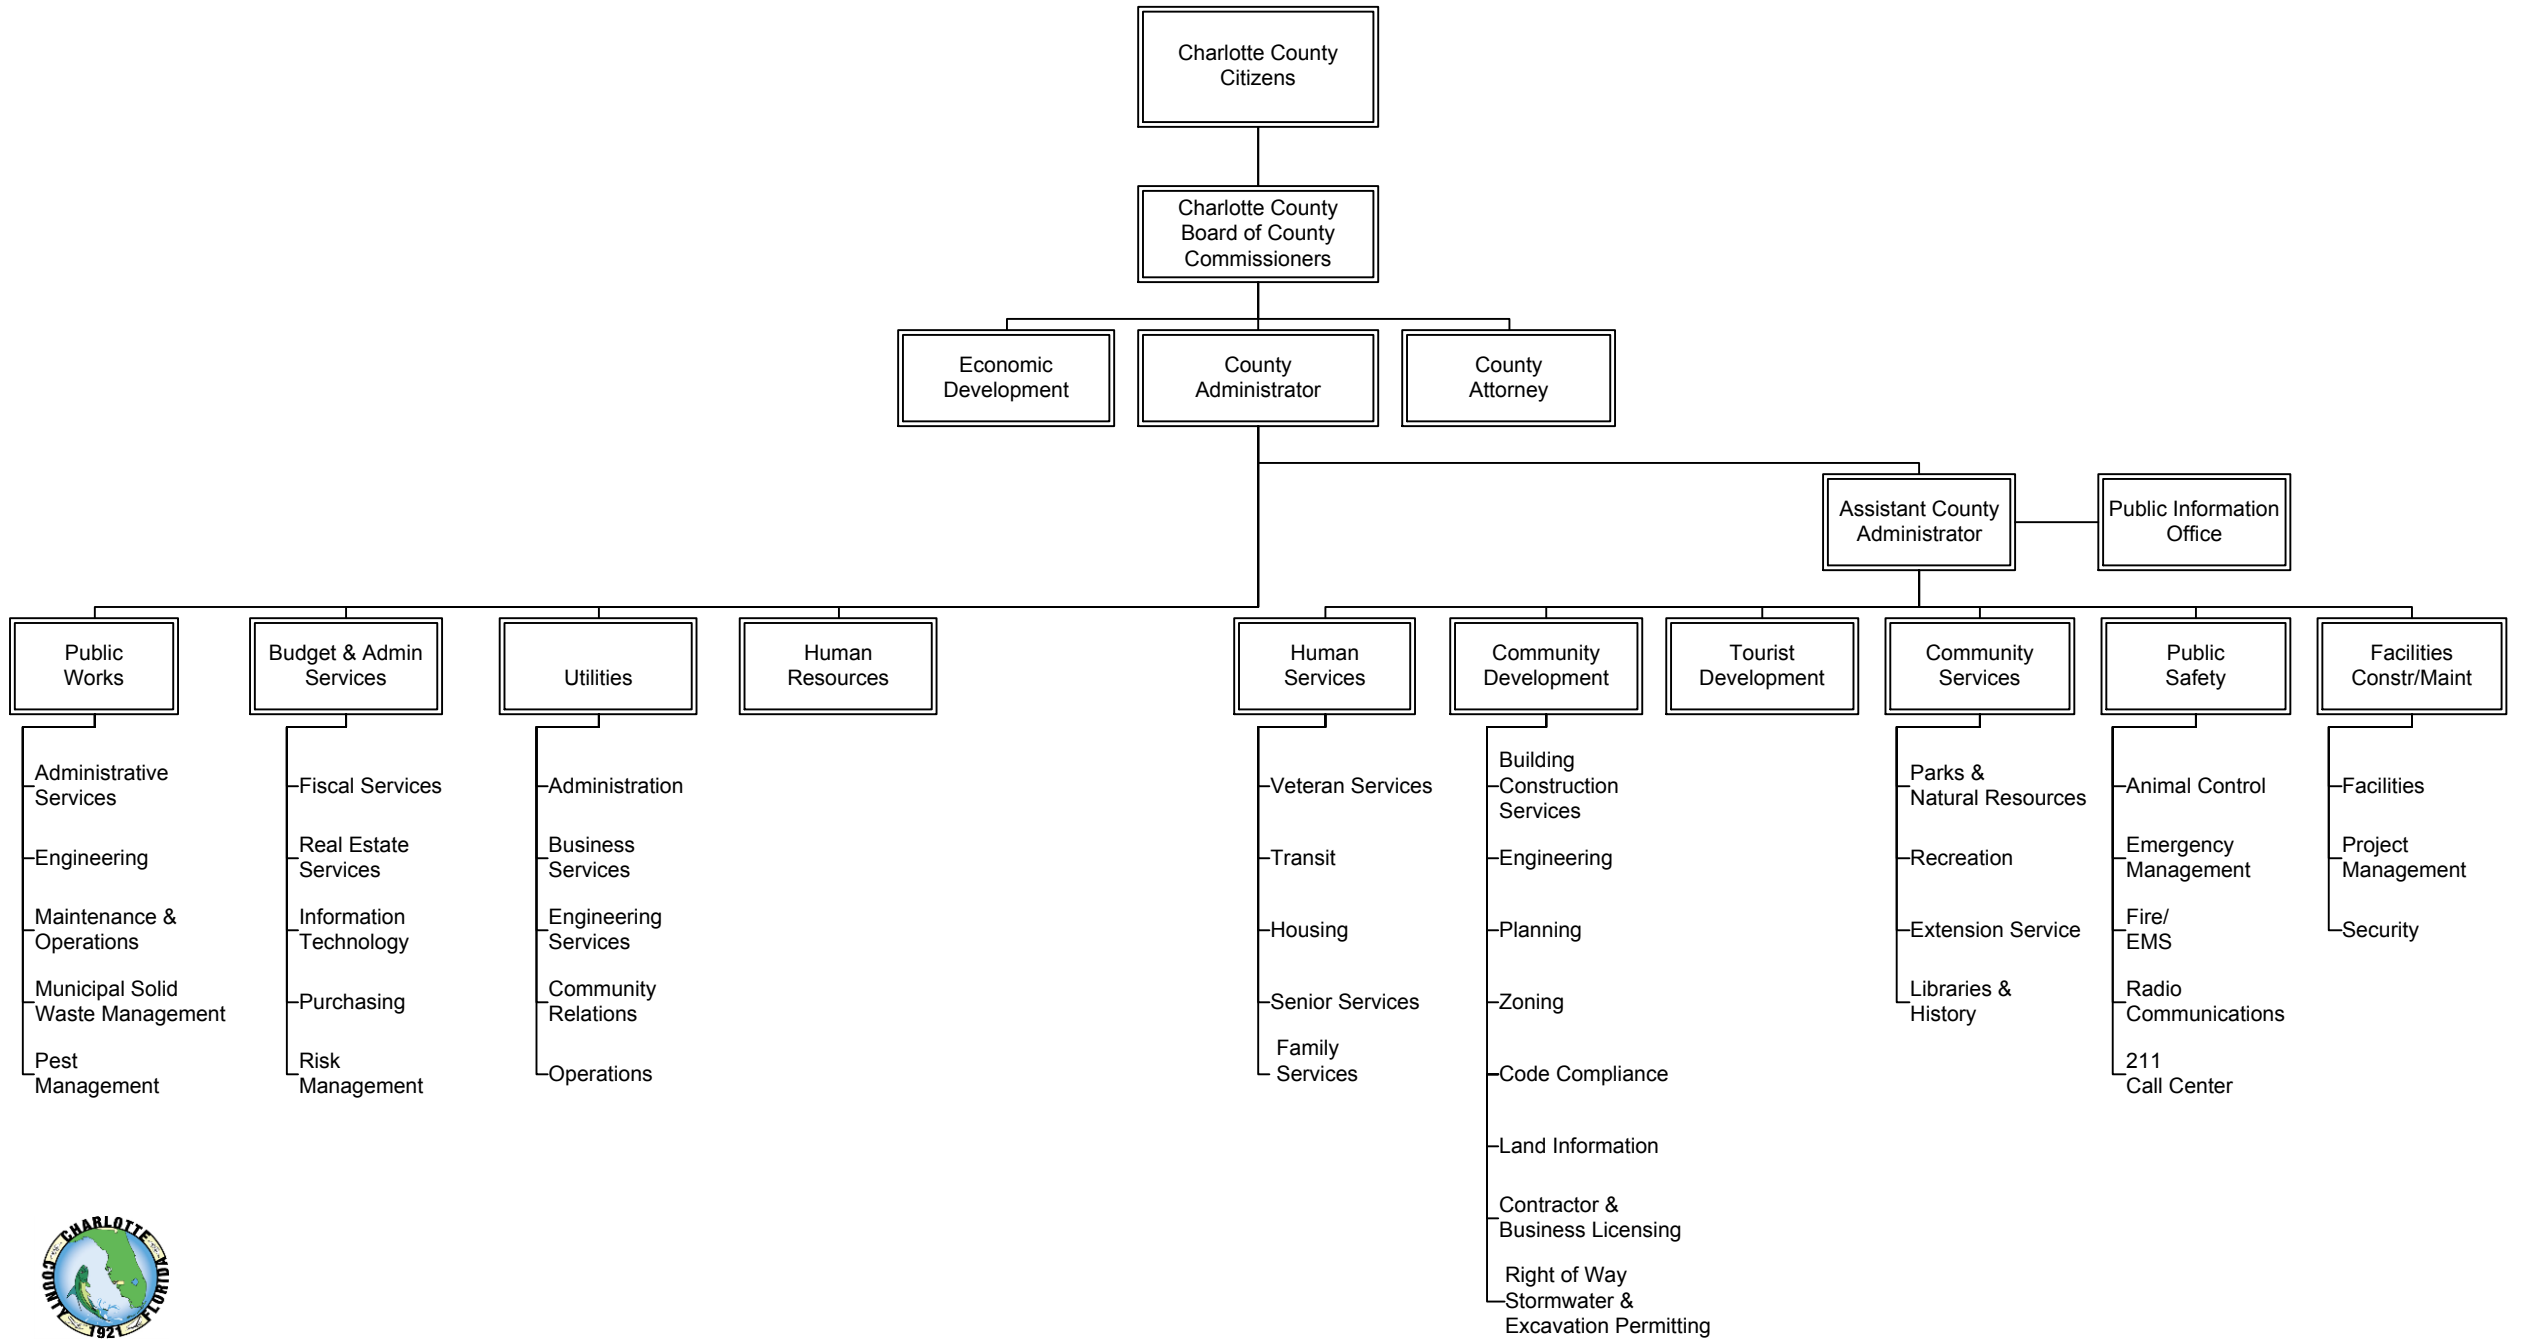 Charlotte County
Citizens
Charlotte County
Board of County
Commissioners
Economic
Development
County
Administrator
County
Attorney
Assistant County
Administrator
Public Information
Office
Public
Works
Budget & Admin
Services
Utilities
Human
Resources
Human
Services
Community
Development
Tourist
Development
Community
Services
Public
Safety
Facilities
Constr/Maint
Administrative
Services
Engineering
Maintenance &
Operations
Municipal Solid
Waste Management
Pest
Management
Fiscal Services
Real Estate
Services
Information
Technology
Purchasing
Risk
Management
Administration
Business
Services
Engineering
Services
Community
Relations
Operations
Veteran Services
Transit
Housing
Senior Services
Family
Services
Building
Construction
Services
Engineering
Planning
Zoning
Code Compliance
Land Information
Contractor &
Business Licensing
Right of Way
Stormwater &
Excavation Permitting
Parks &
Natural Resources
Recreation
Extension Service
Libraries &
History
Animal Control
Emergency
Management
Fire/
EMS
Radio
Communications
211
Call Center
Facilities
Project
Management
Security
CHARLOTTE
COUNTY
FLORIDA
1921